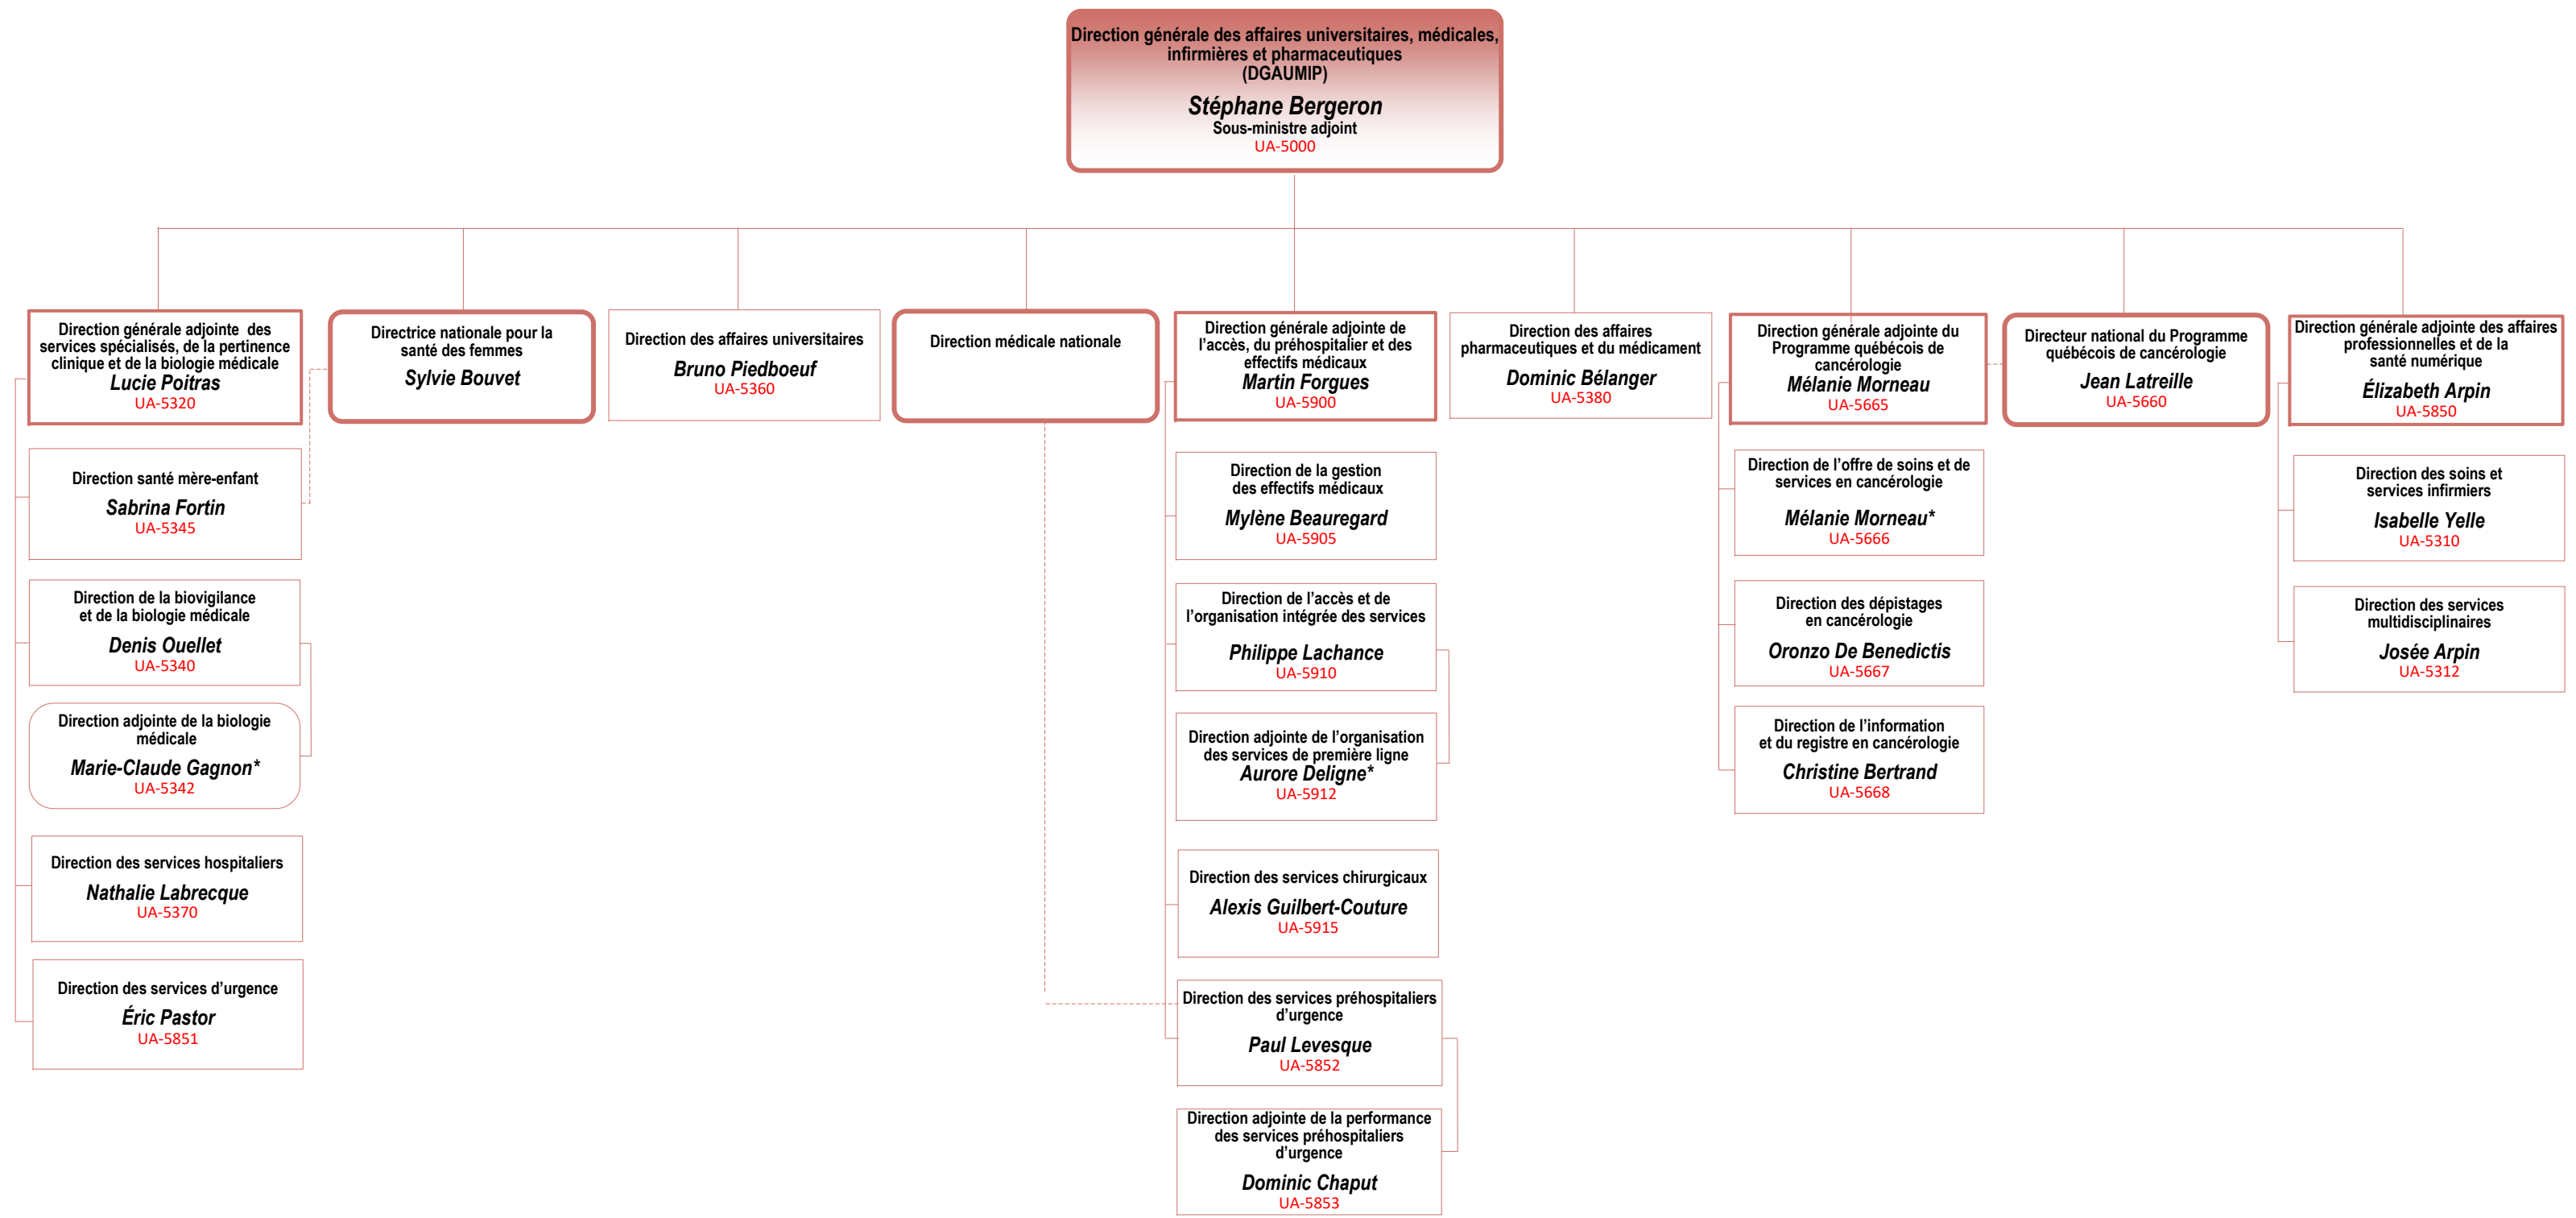 Direction générale des affaires universitaires, médicales,
infirmières et pharmaceutiques
(DGAUMIP)
Stéphane Bergeron
Sous-ministre adjoint
UA-5000
Direction générale adjointe des
services spécialisés, de la pertinence
clinique et de la biologie médicale
Lucie Poitras
UA-5320
Direction santé mère-enfant
Sabrina Fortin
UA-5345
Direction de la biovigilance
et de la biologie médicale
Denis Ouellet
UA-5340
Direction adjointe de la biologie
médicale
Marie-Claude Gagnon*
UA-5342
Direction des services hospitaliers
Nathalie Labrecque
UA-5370
Direction des services d’urgence
Éric Pastor
UA-5851
Directrice nationale pour la
santé des femmes
Sylvie Bouvet
Direction des affaires universitaires
Bruno Piedboeuf
UA-5360
Direction médicale nationale
Direction générale adjointe de
l’accès, du préhospitalier et des
effectifs médicaux
Martin Forgues
UA-5900
Direction de la gestion
des effectifs médicaux
Mylène Beauregard
UA-5905
Direction de l’accès et de
l’organisation intégrée des services
Philippe Lachance
UA-5910
Direction adjointe de l’organisation
des services de première ligne
Aurore Deligne*
UA-5912
Direction des services chirurgicaux
Alexis Guilbert-Couture
UA-5915
Direction des services préhospitaliers
d’urgence
Paul Levesque
UA-5852
Direction adjointe de la performance
des services préhospitaliers
d’urgence
Dominic Chaput
UA-5853
Direction des affaires
pharmaceutiques et du médicament
Dominic Bélanger
UA-5380
Direction générale adjointe du
Programme québécois de
cancérologie
Mélanie Morneau
UA-5665
Direction de l’offre de soins et de
services en cancérologie
Mélanie Morneau*
UA-5666
Direction des dépistages
en cancérologie
Oronzo De Benedictis
UA-5667
Direction de l’information
et du registre en cancérologie
Christine Bertrand
UA-5668
Directeur national du Programme
québécois de cancérologie
Jean Latreille
UA-5660
Direction générale adjointe des affaires
professionnelles et de la
santé numérique
Élizabeth Arpin
UA-5850
Direction des soins et
services infirmiers
Isabelle Yelle
UA-5310
Direction des services
multidisciplinaires
Josée Arpin
UA-5312